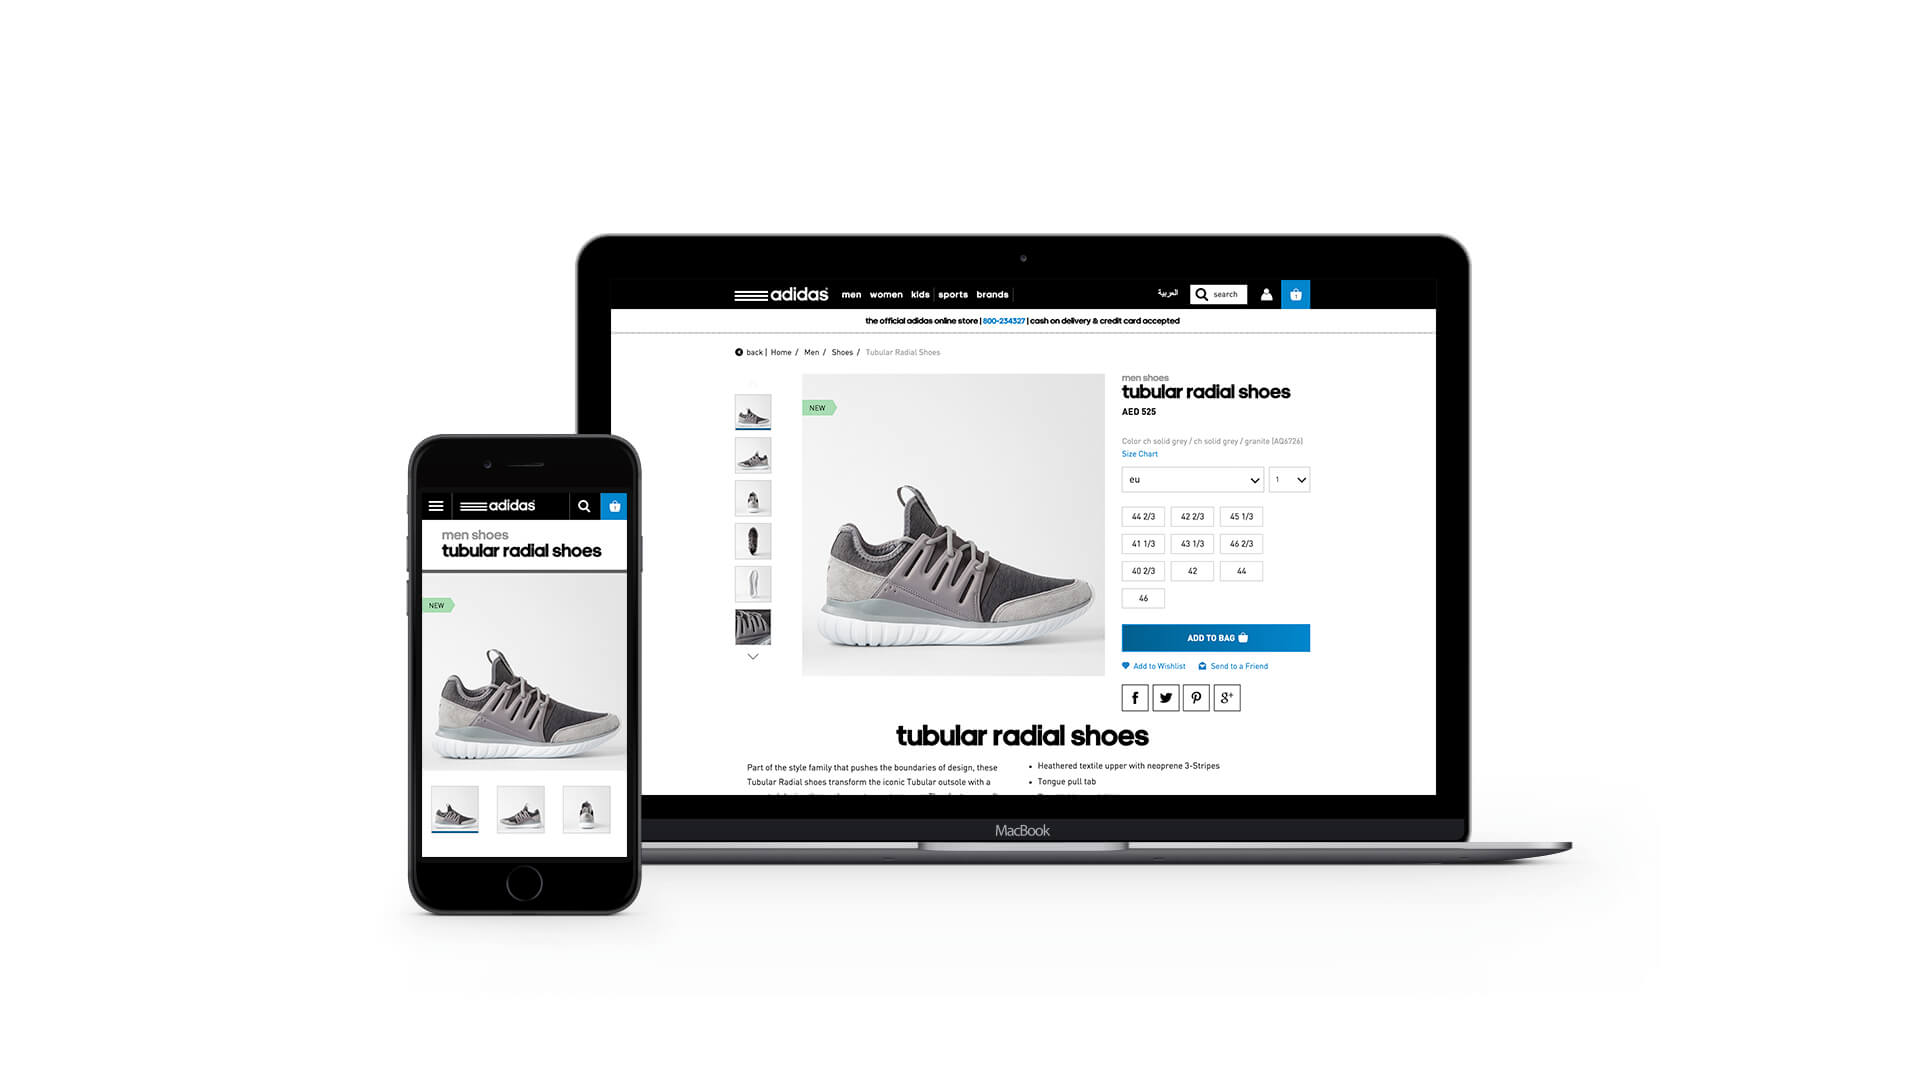 adidas men women kids sports brands العربية search 1
the official adidas online store | 800-234327 | cash on delivery & credit card accepted
back | Home / Men / Shoes / Tubular Radial Shoes
NEW
men shoes
tubular radial shoes
AED 525
Color ch solid grey / ch solid grey / granite (AQ6726)
Size Chart
eu 1
44 2/3 42 2/3 45 1/3
41 1/3 43 1/3 46 2/3
40 2/3 42 44
46
ADD TO BAG
Add to Wishlist Send to a Friend
f g+
tubular radial shoes
Part of the style family that pushes the boundaries of design, these
Tubular Radial shoes transform the iconic Tubular outsole with a
• Heathered textile upper with neoprene 3-Stripes
• Tongue pull tab
MacBook
adidas 1
men shoes
tubular radial shoes
NEW